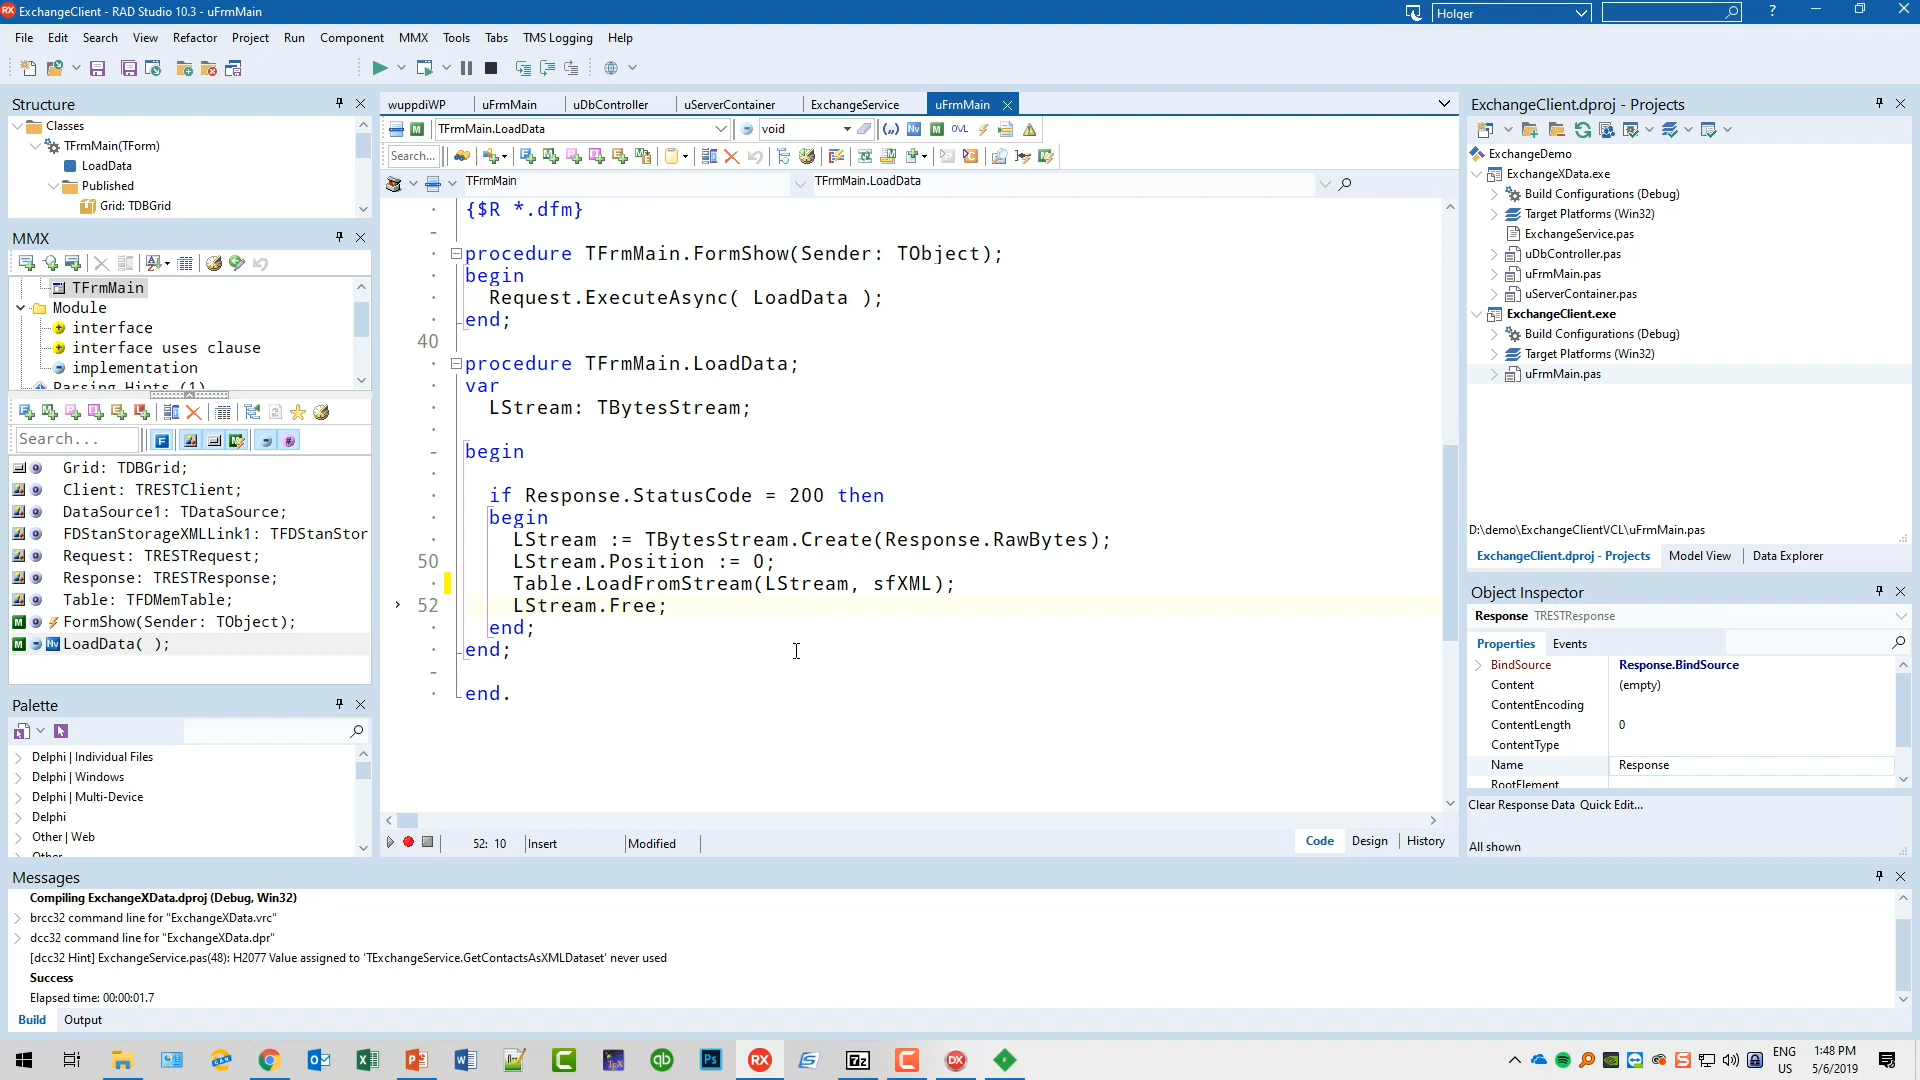 ExchangeClient - RAD Studio 10.3 - uFrmMain
Holger
?
File Edit Search View Refactor Project Run Component MMX Tools Tabs TMS Logging Help
Structure
Classes
TFrmMain(TForm)
LoadData
Published
Grid: TDBGrid
MMX
TFrmMain
Module
interface
interface uses clause
implementation
Parsing Hints (1)
Search...
Grid: TDBGrid;
Client: TRESTClient;
DataSource1: TDataSource;
FDStanStorageXMLLink1: TFDStanStor
Request: TRESTRequest;
Response: TRESTResponse;
Table: TFDMemTable;
FormShow(Sender: TObject);
LoadData( );
Palette
Delphi | Individual Files
Delphi | Windows
Delphi | Multi-Device
Delphi
Other | Web
Other
wuppdiWP uFrmMain uDbController uServerContainer ExchangeService uFrmMain
TFrmMain.LoadData void
Search...
TFrmMain TFrmMain.LoadData
{$R *.dfm}
procedure TFrmMain.FormShow(Sender: TObject);
begin
Request.ExecuteAsync( LoadData );
end;
40
procedure TFrmMain.LoadData;
var
LStream: TBytesStream;
begin
if Response.StatusCode = 200 then
begin
LStream := TBytesStream.Create(Response.RawBytes);
50 LStream.Position := 0;
Table.LoadFromStream(LStream, sfXML);
52 LStream.Free;
end;
end;
end.
52: 10 Insert Modified
Code Design History
ExchangeClient.dproj - Projects
ExchangeDemo
ExchangeXData.exe
Build Configurations (Debug)
Target Platforms (Win32)
ExchangeService.pas
uDbController.pas
uFrmMain.pas
uServerContainer.pas
ExchangeClient.exe
Build Configurations (Debug)
Target Platforms (Win32)
uFrmMain.pas
D:\demo\ExchangeClientVCL\uFrmMain.pas
ExchangeClient.dproj - Projects Model View Data Explorer
Object Inspector
Response TRESTResponse
Properties Events
BindSource Response.BindSource
Content (empty)
ContentEncoding
ContentLength 0
ContentType
Name Response
RootElement
Clear Response Data Quick Edit...
All shown
Messages
Compiling ExchangeXData.dproj (Debug, Win32)
brcc32 command line for "ExchangeXData.vrc"
dcc32 command line for "ExchangeXData.dpr"
[dcc32 Hint] ExchangeService.pas(48): H2077 Value assigned to 'TExchangeService.GetContactsAsXMLDataset' never used
Success
Elapsed time: 00:00:01.7
Build Output
ENG
US
1:48 PM
5/6/2019